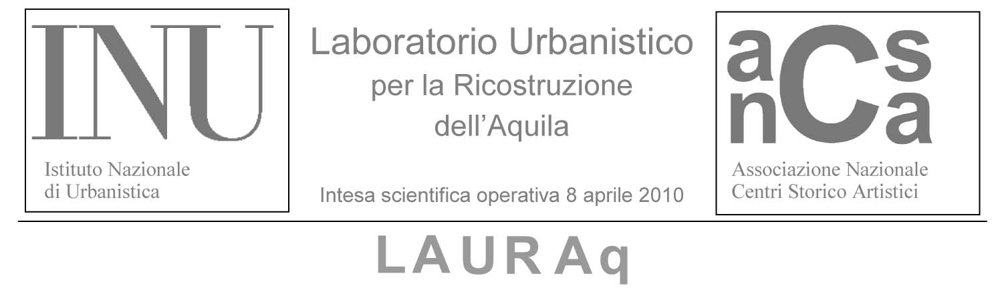 INU
Istituto Nazionale
di Urbanistica
Laboratorio Urbanistico
per la Ricostruzione
dell’Aquila
Intesa scientifica operativa 8 aprile 2010
ancsa
Associazione Nazionale
Centri Storico Artistici
LAURAq